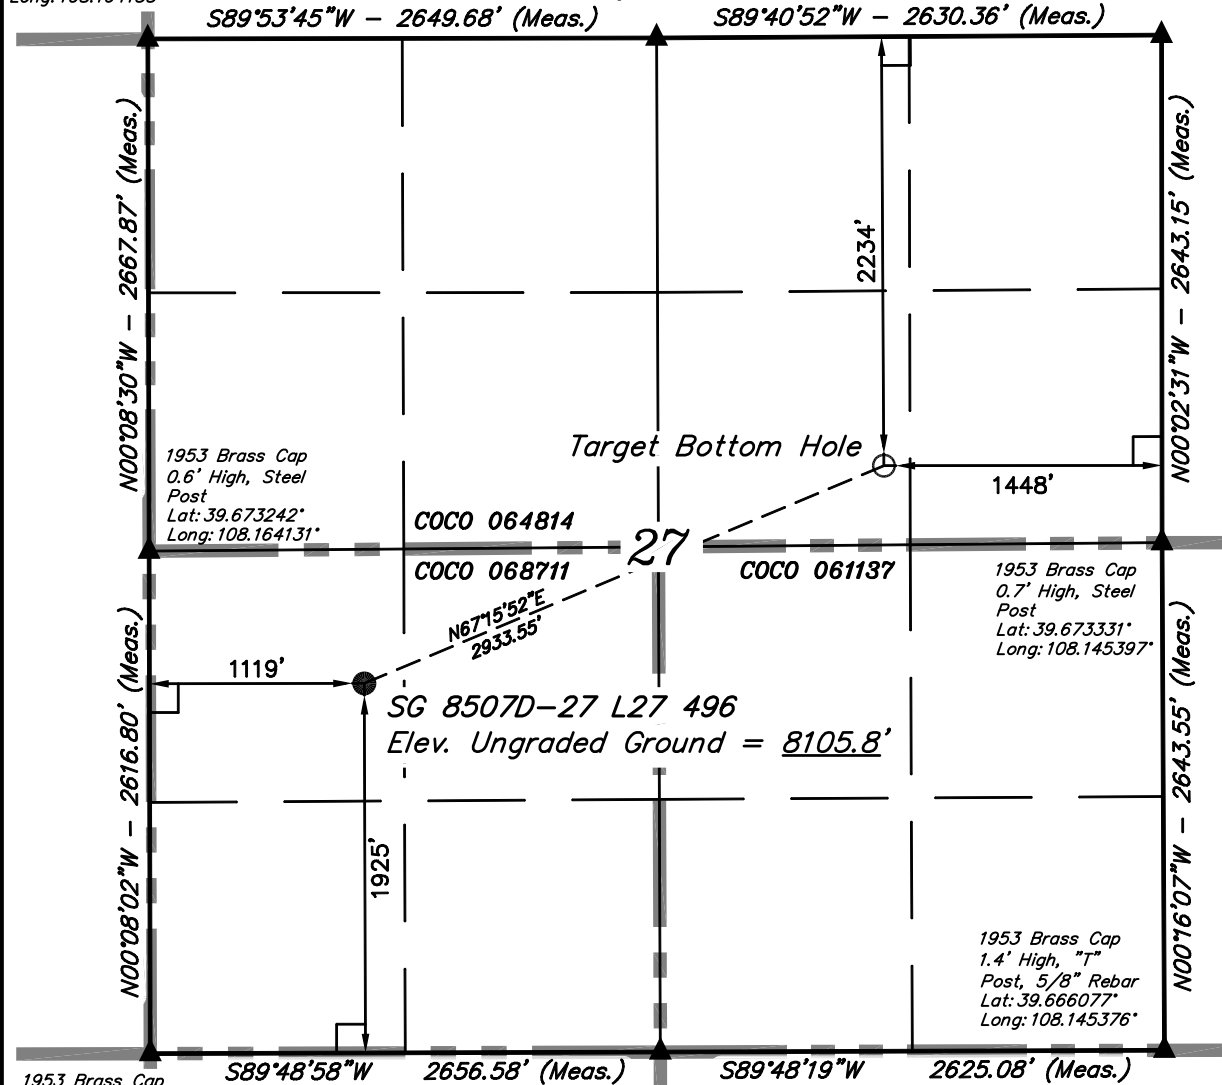 S89°53'45"W - 2649.68' (Meas.)
S89°40'52"W - 2630.36' (Meas.)
N00°08'30"W - 2667.87' (Meas.)
N00°02'31"W - 2643.15' (Meas.)
2234'
Target Bottom Hole
1448'
1953 Brass Cap
0.6' High, Steel
Post
Lat: 39.673242°
Long: 108.164131°
COCO 064814
27
COCO 068711
COCO 061137
1953 Brass Cap
0.7' High, Steel
Post
Lat: 39.673331°
Long: 108.145397°
N67°15'52"E
2933.55'
1119'
SG 8507D-27 L27 496
Elev. Ungraded Ground = 8105.8'
N00°08'02"W - 2616.80' (Meas.)
N00°16'07"W - 2643.55' (Meas.)
1925'
1953 Brass Cap
1.4' High, "T"
Post, 5/8" Rebar
Lat: 39.666077°
Long: 108.145376°
S89°48'58"W 2656.58' (Meas.)
S89°48'19"W 2625.08' (Meas.)
1953 Brass Cap